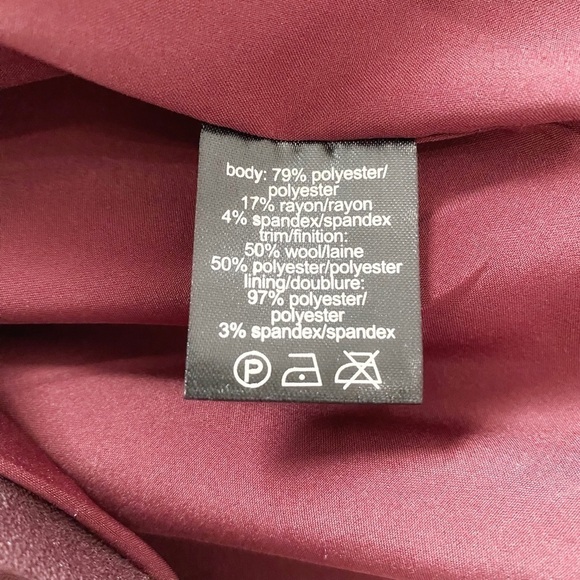 body: 79% polyester/
polyester
17% rayon/rayon
4% spandex/spandex
trim/finition:
50% wool/laine
50% polyester/polyester
lining/doublure:
97% polyester/
polyester
3% spandex/spandex
P